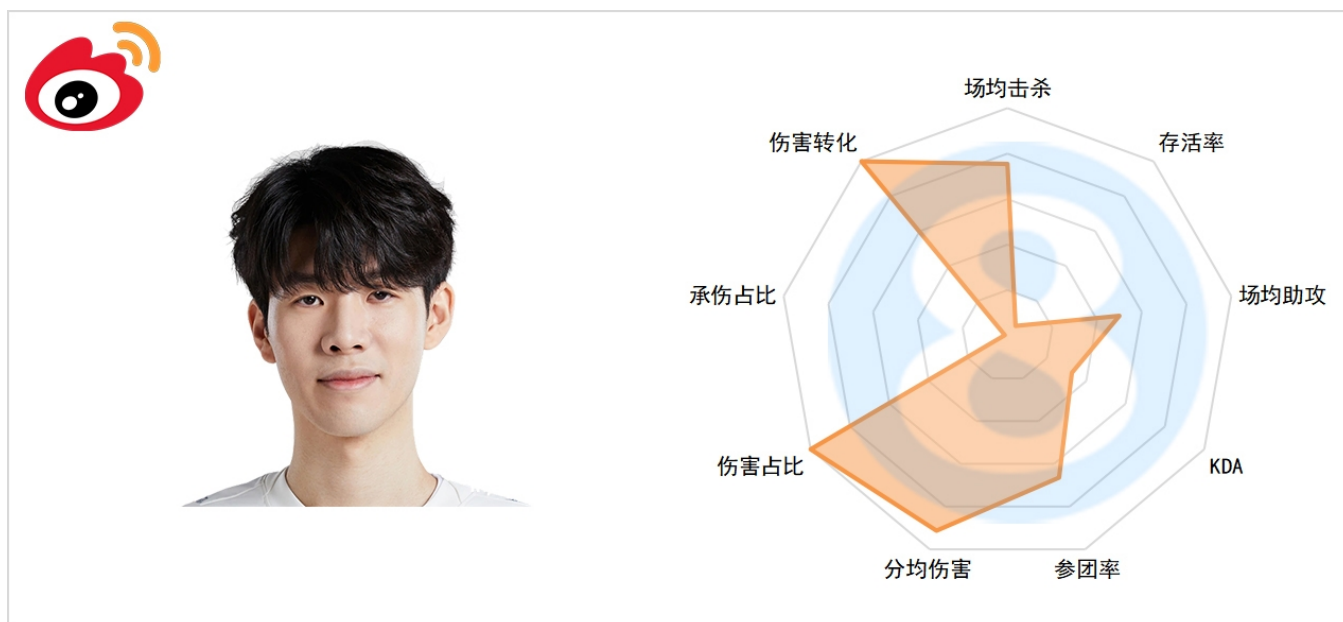 场均击杀
伤害转化
存活率
承伤占比
场均助攻
伤害占比
KDA
分均伤害
参团率